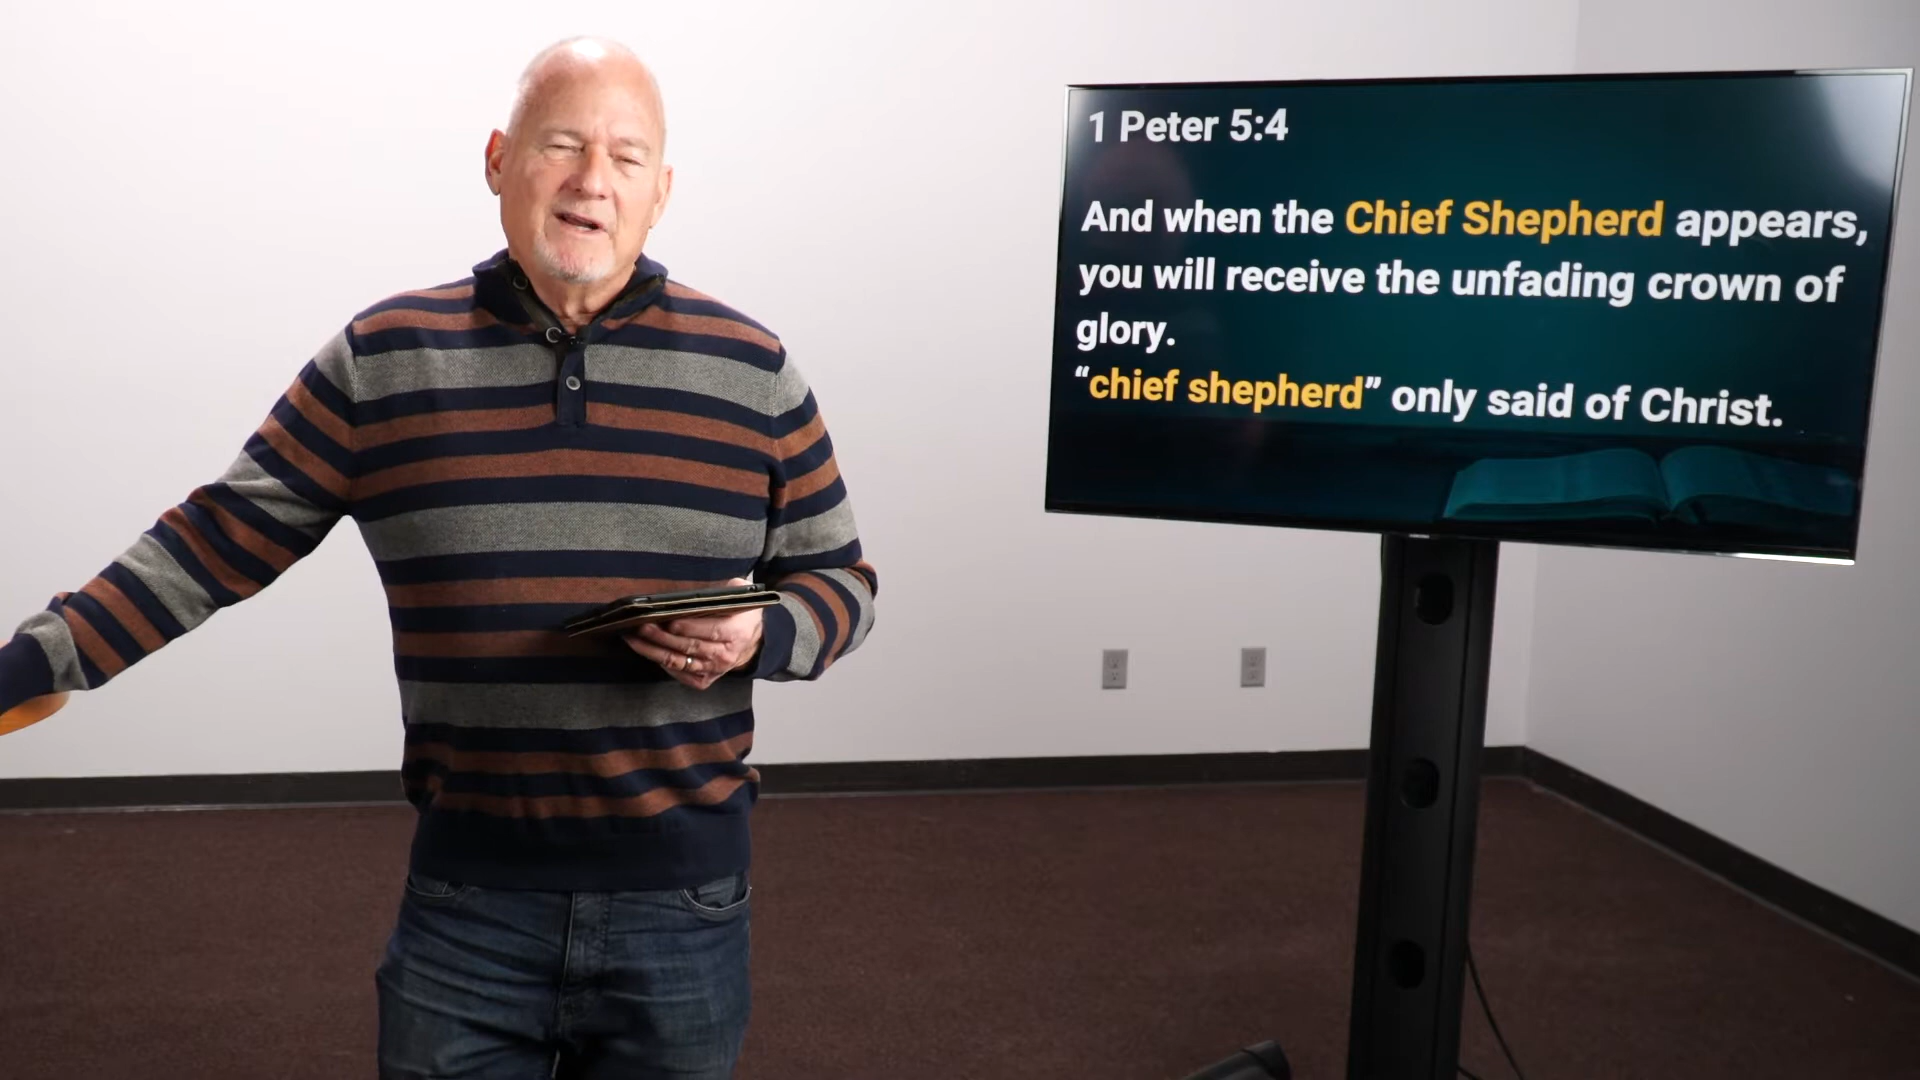 1 Peter 5:4
And when the Chief Shepherd appears,
you will receive the unfading crown of
glory.
“chief shepherd” only said of Christ.